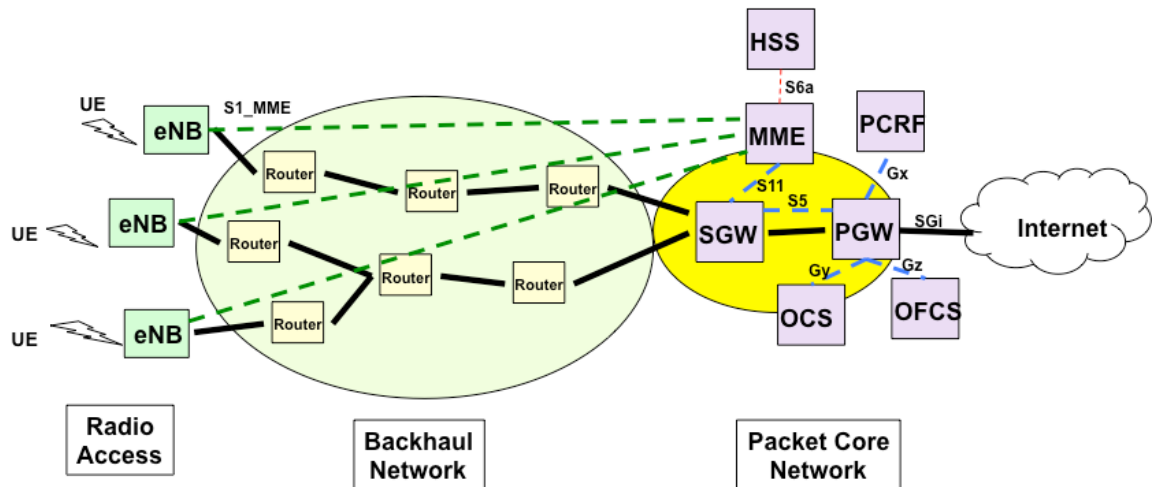 HSS
S6a
UE
S1_MME
eNB
MME
PCRF
Router
Router
Router
S11
Gx
S5
UE
eNB
Router
SGW
PGW
SGi
Internet
Router
Router
Gy
Gz
UE
eNB
Router
OCS
OFCS
Radio
Access
Backhaul
Network
Packet Core
Network